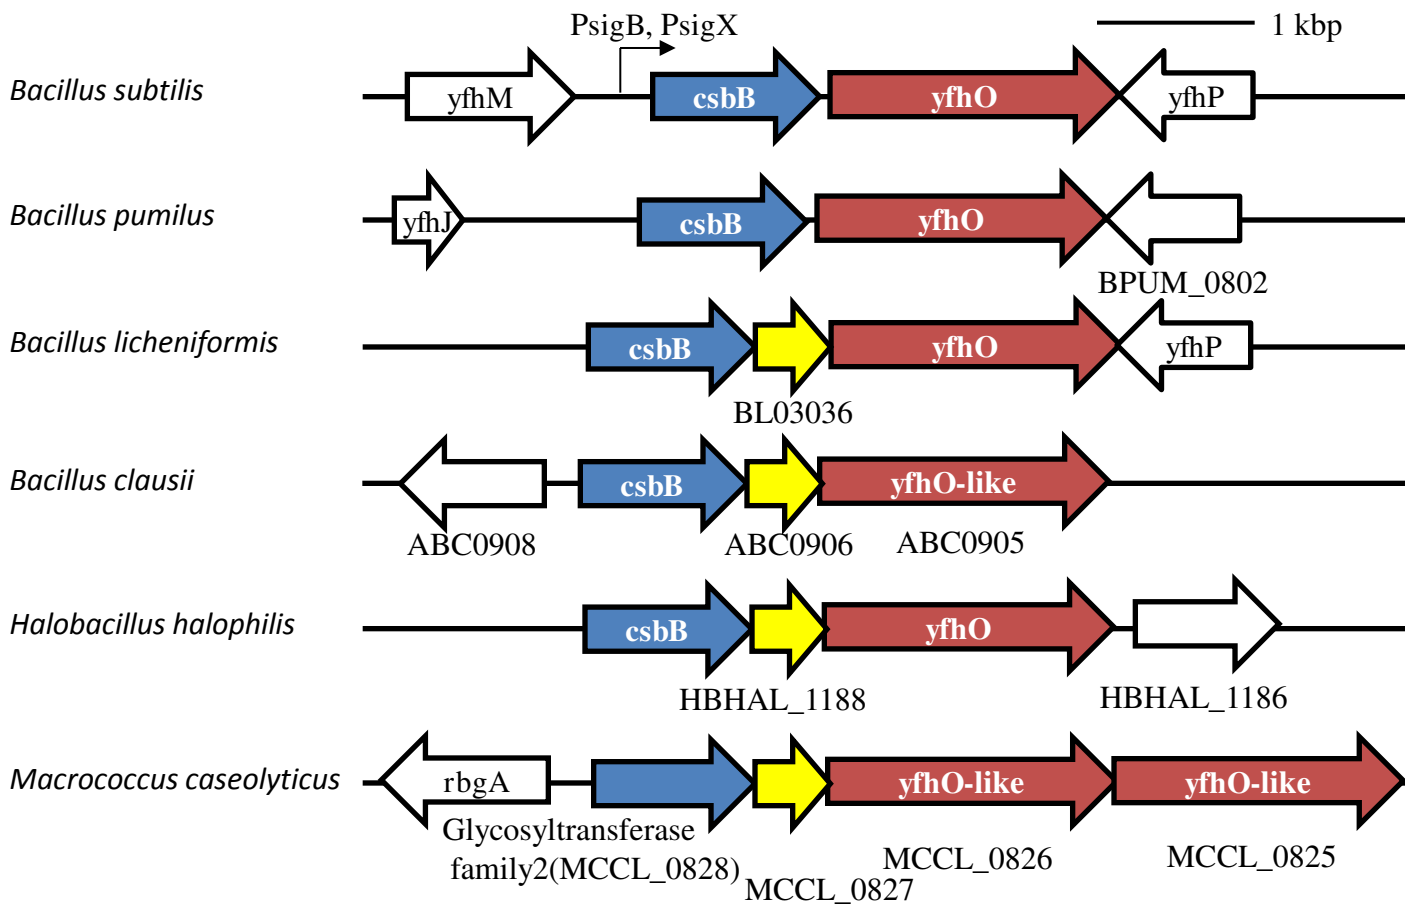 PsigB, PsigX
1 kbp
Bacillus subtilis
yfhM
csbB
yfhO
yfhP
Bacillus pumilus
yfhJ
csbB
yfhO
BPUM_0802
Bacillus licheniformis
csbB
yfhO
yfhP
BL03036
Bacillus clausii
csbB
yfhO-like
ABC0908
ABC0906
ABC0905
Halobacillus halophilis
csbB
yfhO
HBHAL_1188
HBHAL_1186
Macrococcus caseolyticus
rbgA
yfhO-like
yfhO-like
Glycosyltransferase
family2(MCCL_0828)
MCCL_0827
MCCL_0826
MCCL_0825